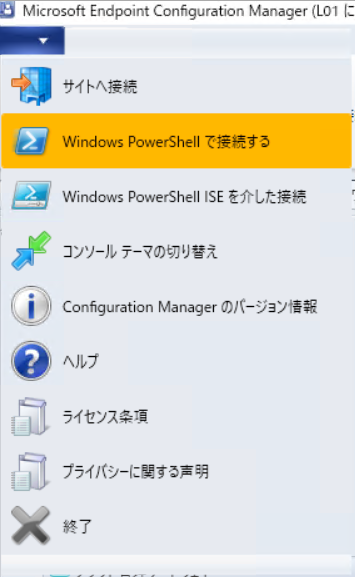 Microsoft Endpoint Configuration Manager (L01 に
サイトへ接続
Windows PowerShell で接続する
Windows PowerShell ISE を介した接続
コンソール テーマの切り替え
Configuration Manager のバージョン情報
ヘルプ
ライセンス条項
プライバシーに関する声明
終了